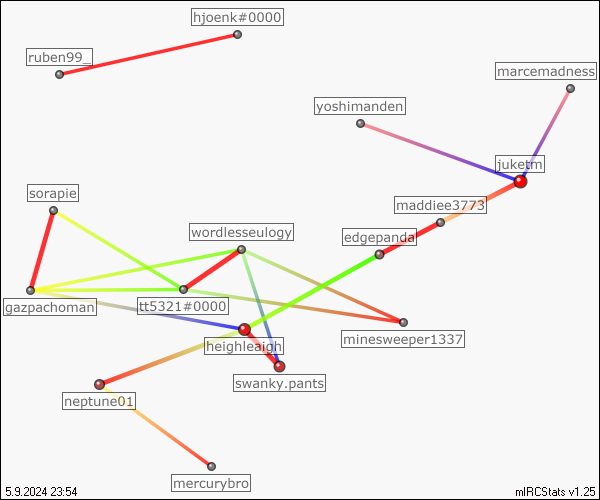 hjoenk#0000
ruben99_
marcemadness
yoshimanden
juketm
sorapie
maddiee3773
wordlesseulogy
edgepanda
gazpachoman
tt5321#0000
minesweeper1337
heighleaigh
swanky.pants
neptune01
mercurybro
5.9.2024 23:54
mIRCStats v1.25